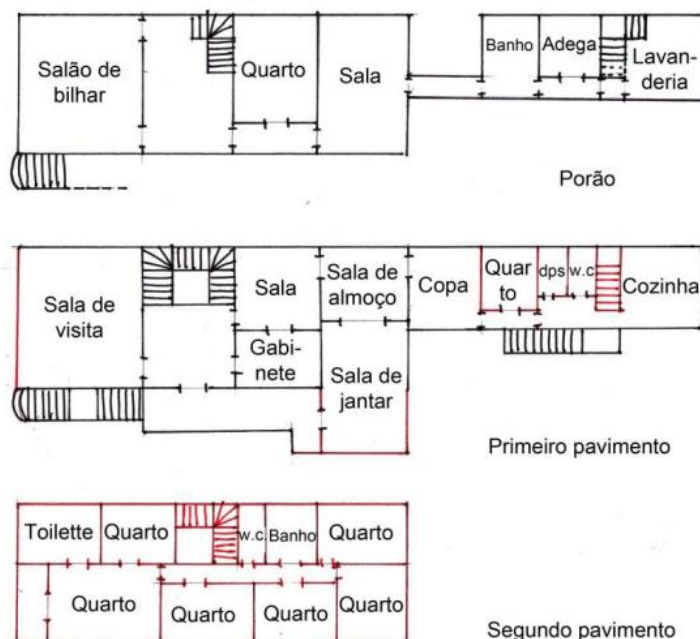 Salão de
bilhar
Quarto
Sala
Banho
Adega
Lavan-
deria
Porão
Sala de
visita
Sala
Gabi-
nete
Sala de
almoço
Sala de
jantar
Copa
Quar
to
dps
w.c
Cozinha
Primeiro pavimento
Toilette
Quarto
w.c.
Banho
Quarto
Quarto
Quarto
Quarto
Quarto
Segundo pavimento